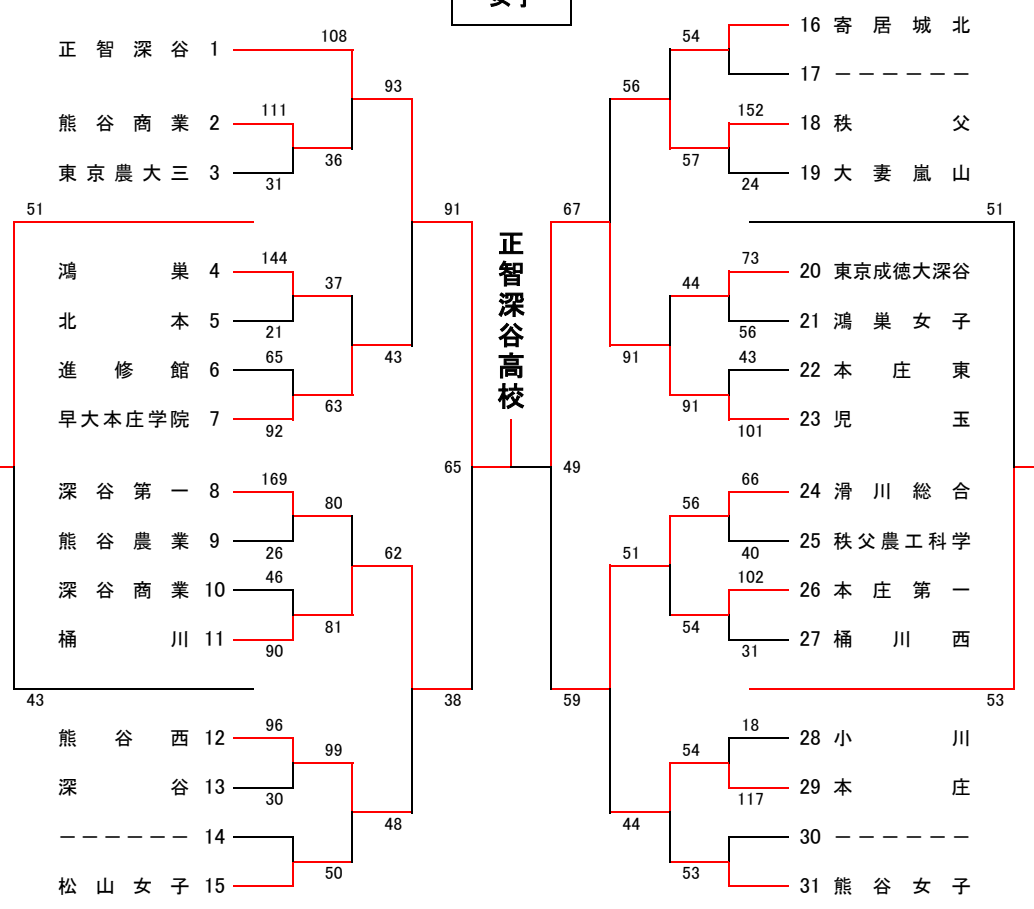 女子
正智深谷 1
108
93
熊谷商業 2
111
36
東京農大三 3
31
51
91
鴻巣 4
144
37
北本 5
21
43
進修館 6
65
63
早大本庄学院 7
92
65
深谷第一 8
169
80
熊谷農業 9
26
62
深谷商業 10
46
81
桶川 11
90
43
38
熊谷西 12
96
99
深谷 13
30
48
------ 14
50
松山女子 15
正智深谷高校
54
16 寄居城北
56
17 ------
152
18 秩父
57
24
19 大妻嵐山
67
51
73
20 東京成徳大深谷
44
56
21 鴻巣女子
91
43
22 本庄東
91
101
23 児玉
49
66
24 滑川総合
56
40
25 秩父農工科学
51
102
26 本庄第一
54
31
27 桶川西
59
53
18
28 小川
54
117
29 本庄
44
30 ------
53
31 熊谷女子